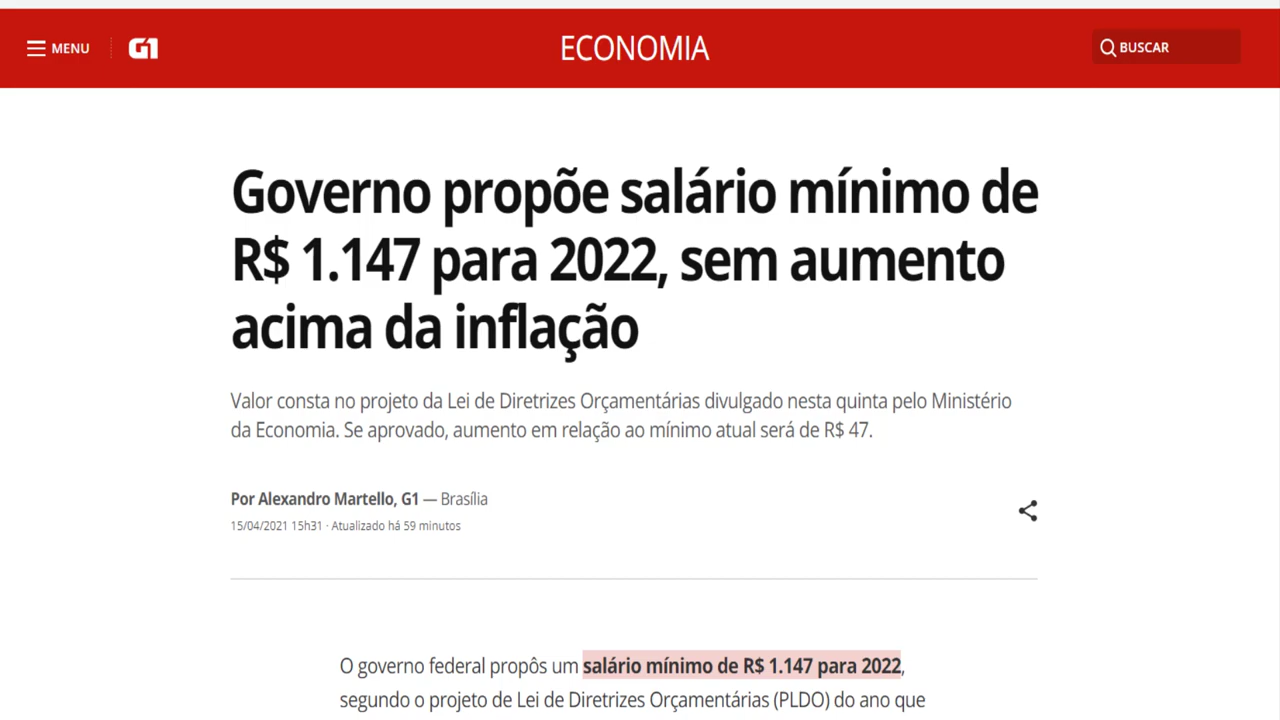 MENU G1 ECONOMIA BUSCAR
Governo propõe salário mínimo de
R$ 1.147 para 2022, sem aumento
acima da inflação
Valor consta no projeto da Lei de Diretrizes Orçamentárias divulgado nesta quinta pelo Ministério
da Economia. Se aprovado, aumento em relação ao mínimo atual será de R$ 47.
Por Alexandro Martello, G1 — Brasília
15/04/2021 15h31 · Atualizado há 59 minutos
O governo federal propôs um salário mínimo de R$ 1.147 para 2022,
segundo o projeto de Lei de Diretrizes Orçamentárias (PLDO) do ano que